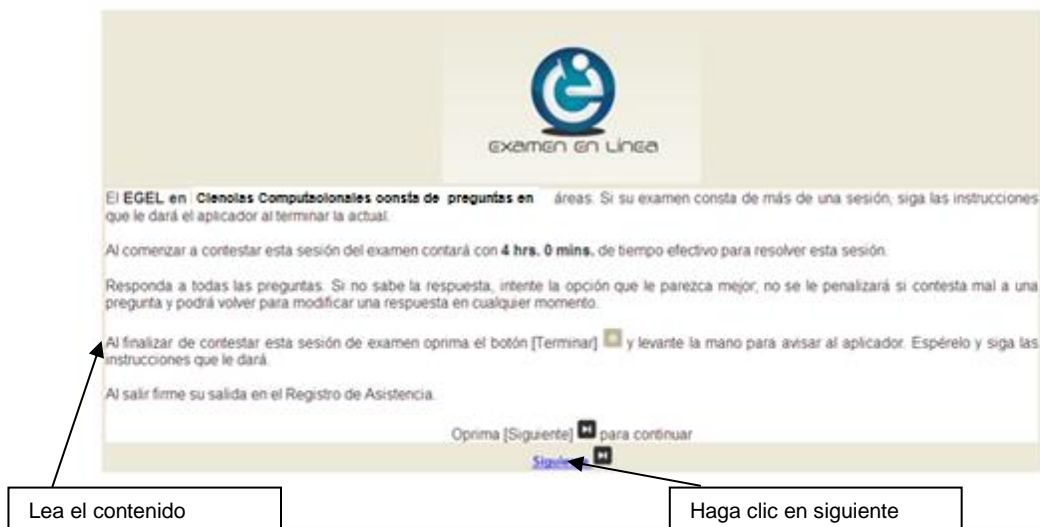 examen en Línea
El EGEL en Ciencias Computacionales consta de preguntas en áreas. Si su examen consta de más de una sesión, siga las instrucciones
que le dará el aplicador al terminar la actual.
Al comenzar a contestar esta sesión del examen contará con 4 hrs. 0 mins. de tiempo efectivo para resolver esta sesión.
Responda a todas las preguntas. Si no sabe la respuesta, intente la opción que le parezca mejor, no se le penalizará si contesta mal a una
pregunta y podrá volver para modificar una respuesta en cualquier momento.
Al finalizar de contestar esta sesión de examen oprima el botón [Terminar] y levante la mano para avisar al aplicador. Espérelo y siga las
instrucciones que le dará.
Al salir firme su salida en el Registro de Asistencia.
Oprima [Siguiente] para continuar
Siguiente
Lea el contenido
Haga clic en siguiente